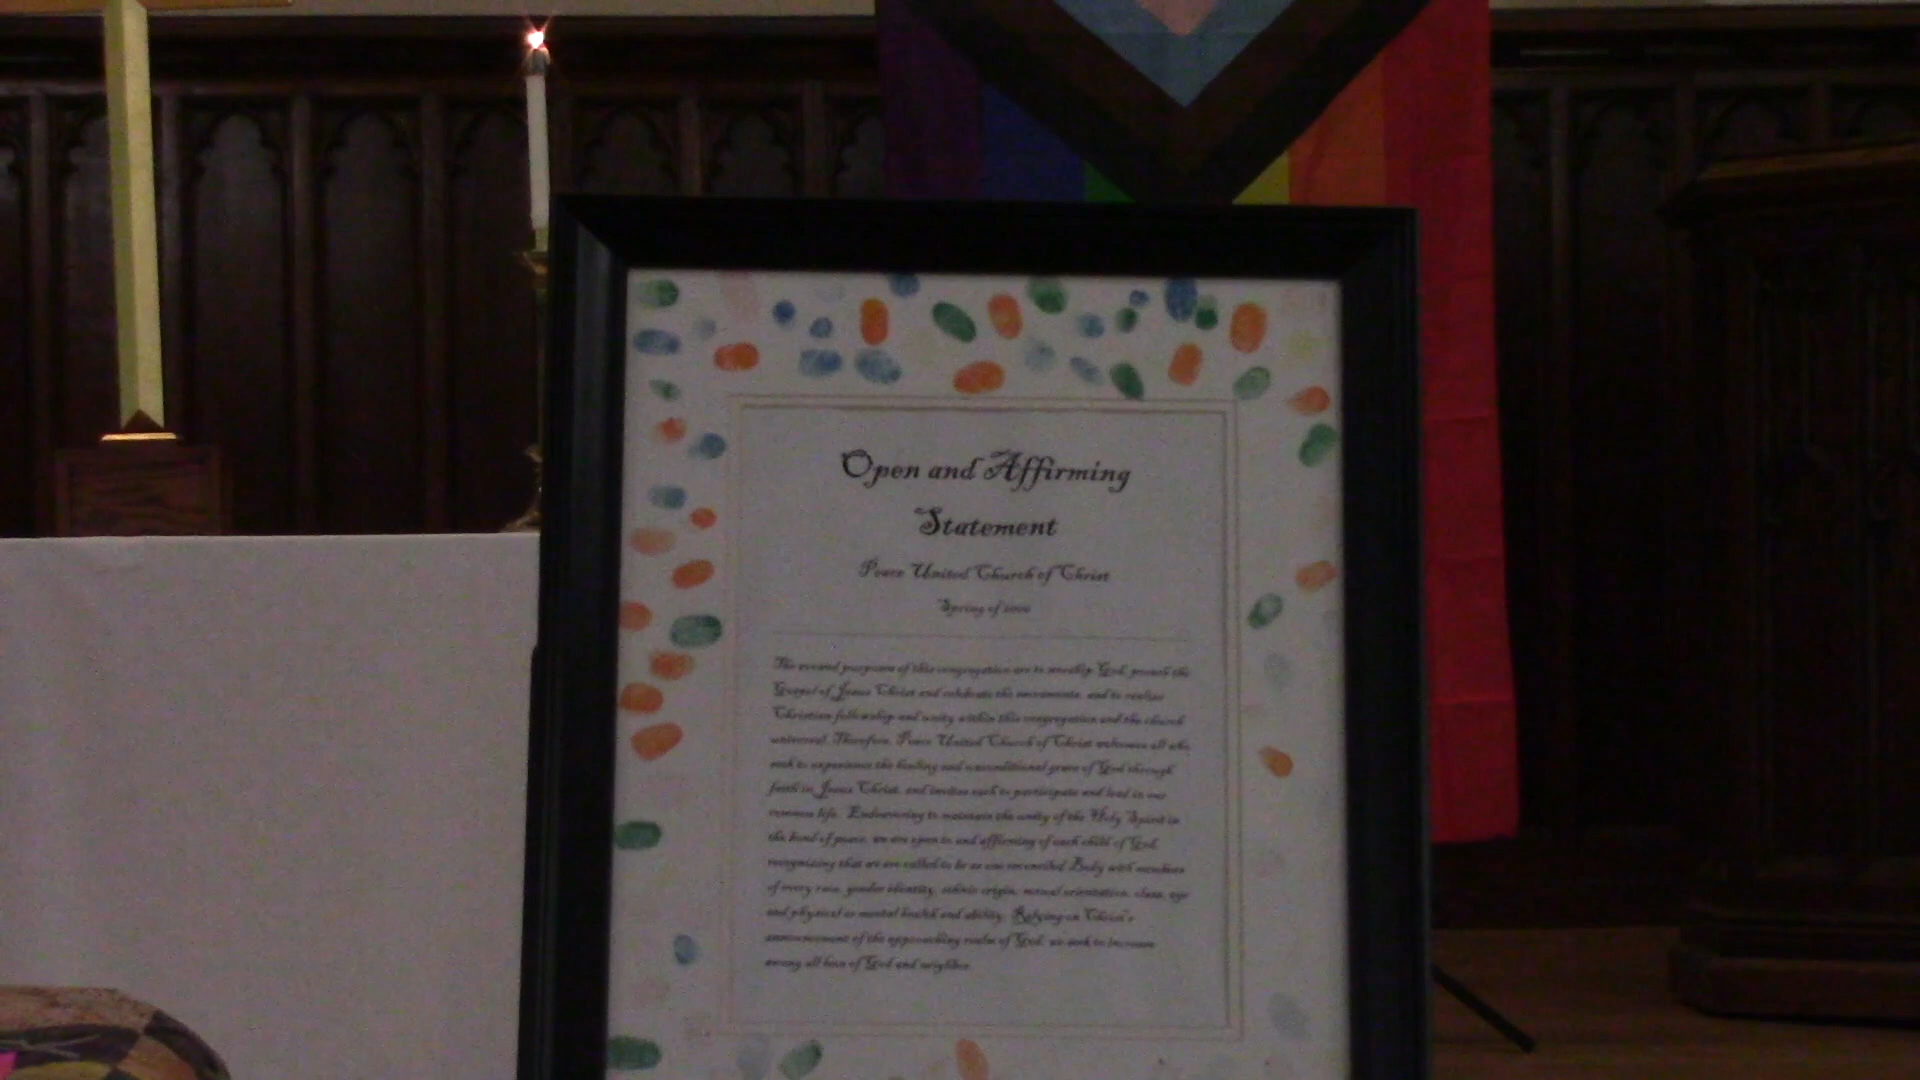 Open and Affirming
Statement
Peace United Church of Christ
Spring of
The avowed purposes of this congregation are to worship God, preach the
Gospel of Jesus Christ and celebrate the sacraments, and to realize
Christian fellowship and unity within this congregation and the church
universal. Therefore, Peace United Church of Christ welcomes all who
seek to experience the healing and unconditional grace of God through
faith in Jesus Christ, and invites each to participate and lead in our
common life. Endeavoring to maintain the unity of the Holy Spirit in
the bond of peace, we are open to and affirming of each child of God,
recognizing that we are called to be as one reconciled Body with members
of every race, gender identity, ethnic origin, sexual orientation, class, age
and physical or mental health and ability. Relying on Christ's
announcement of the approaching realm of God, we seek to increase
among all love of God and neighbor.